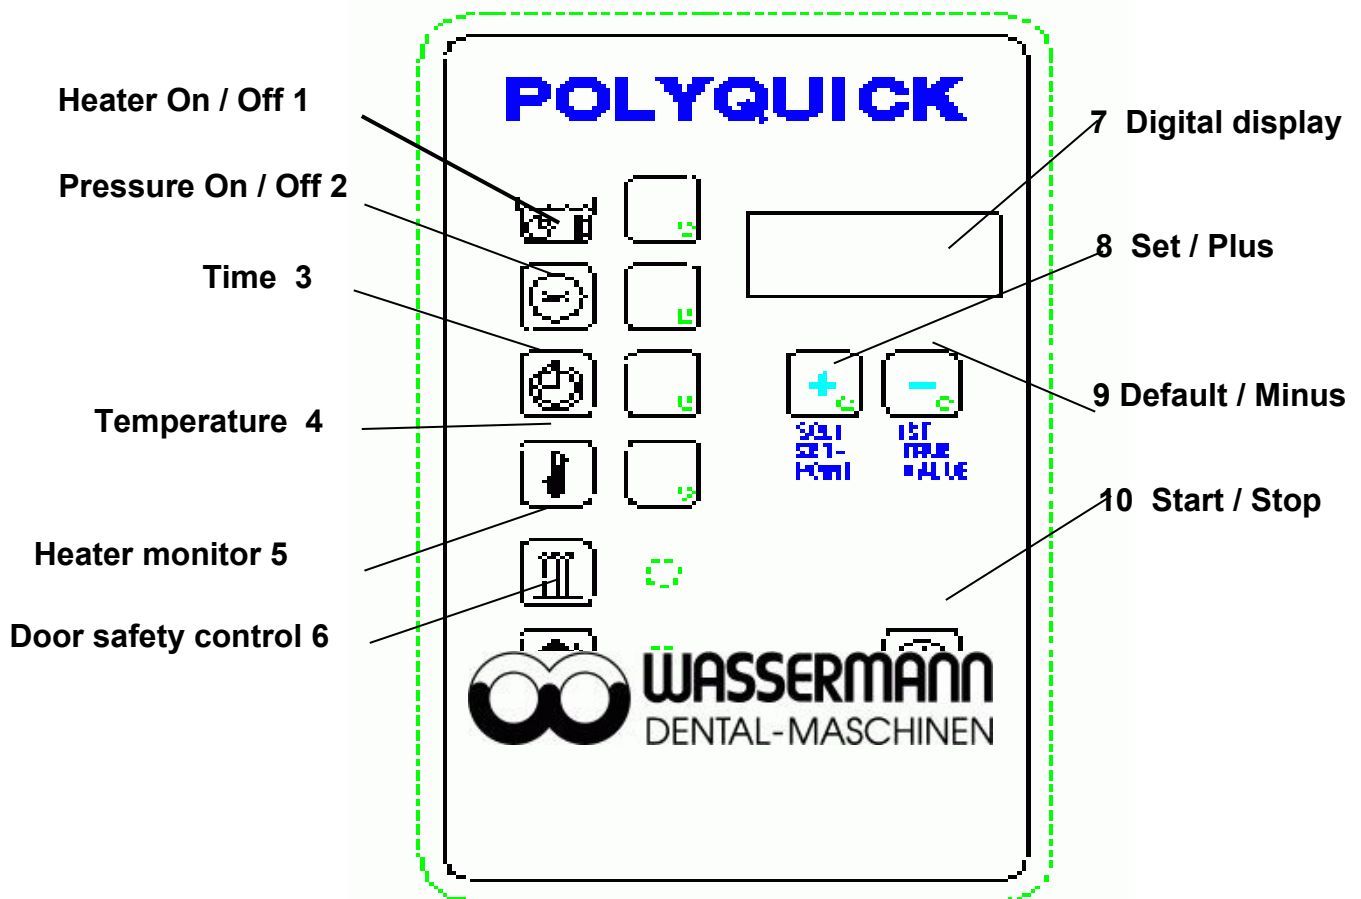 POLYQUICK
Heater On / Off 1
Pressure On / Off 2
Time 3
Temperature 4
Heater monitor 5
Door safety control 6
7 Digital display
8 Set / Plus
9 Default / Minus
10 Start / Stop
+
-
SOLL
SET-
POINT
IST
TRUE
VALUE
WASSERMANN
DENTAL-MASCHINEN